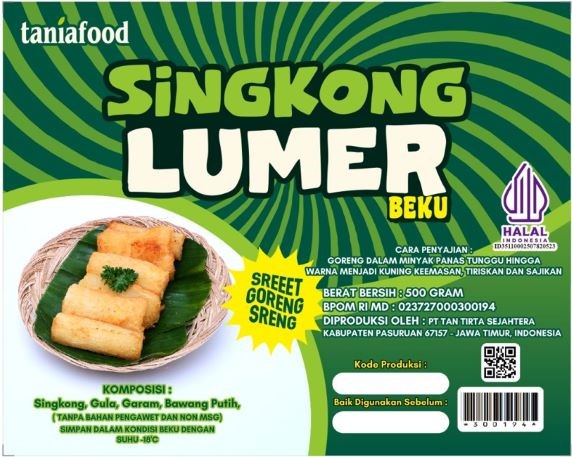 taniafood
SiNGKONG
LUMER
BEKU
HALAL
INDONESIA
ID35110002507820523
CARA PENYAJIAN :
GORENG DALAM MINYAK PANAS TUNGGU HINGGA
WARNA MENJADI KUNING KEEMASAN, TIRISKAN DAN SAJIKAN
SREEET
GORENG
SRENG
BERAT BERSIH : 500 GRAM
BPOM RI MD : 023727000300194
DIPRODUKSI OLEH : PT TAN TIRTA SEJAHTERA
KABUPATEN PASURUAN 67157 - JAWA TIMUR, INDONESIA
KOMPOSISI :
Singkong, Gula, Garam, Bawang Putih,
( TANPA BAHAN PENGAWET DAN NON MSG)
SIMPAN DALAM KONDISI BEKU DENGAN
SUHU -18°C
Kode Produksi :
Baik Digunakan Sebelum :
*300194*